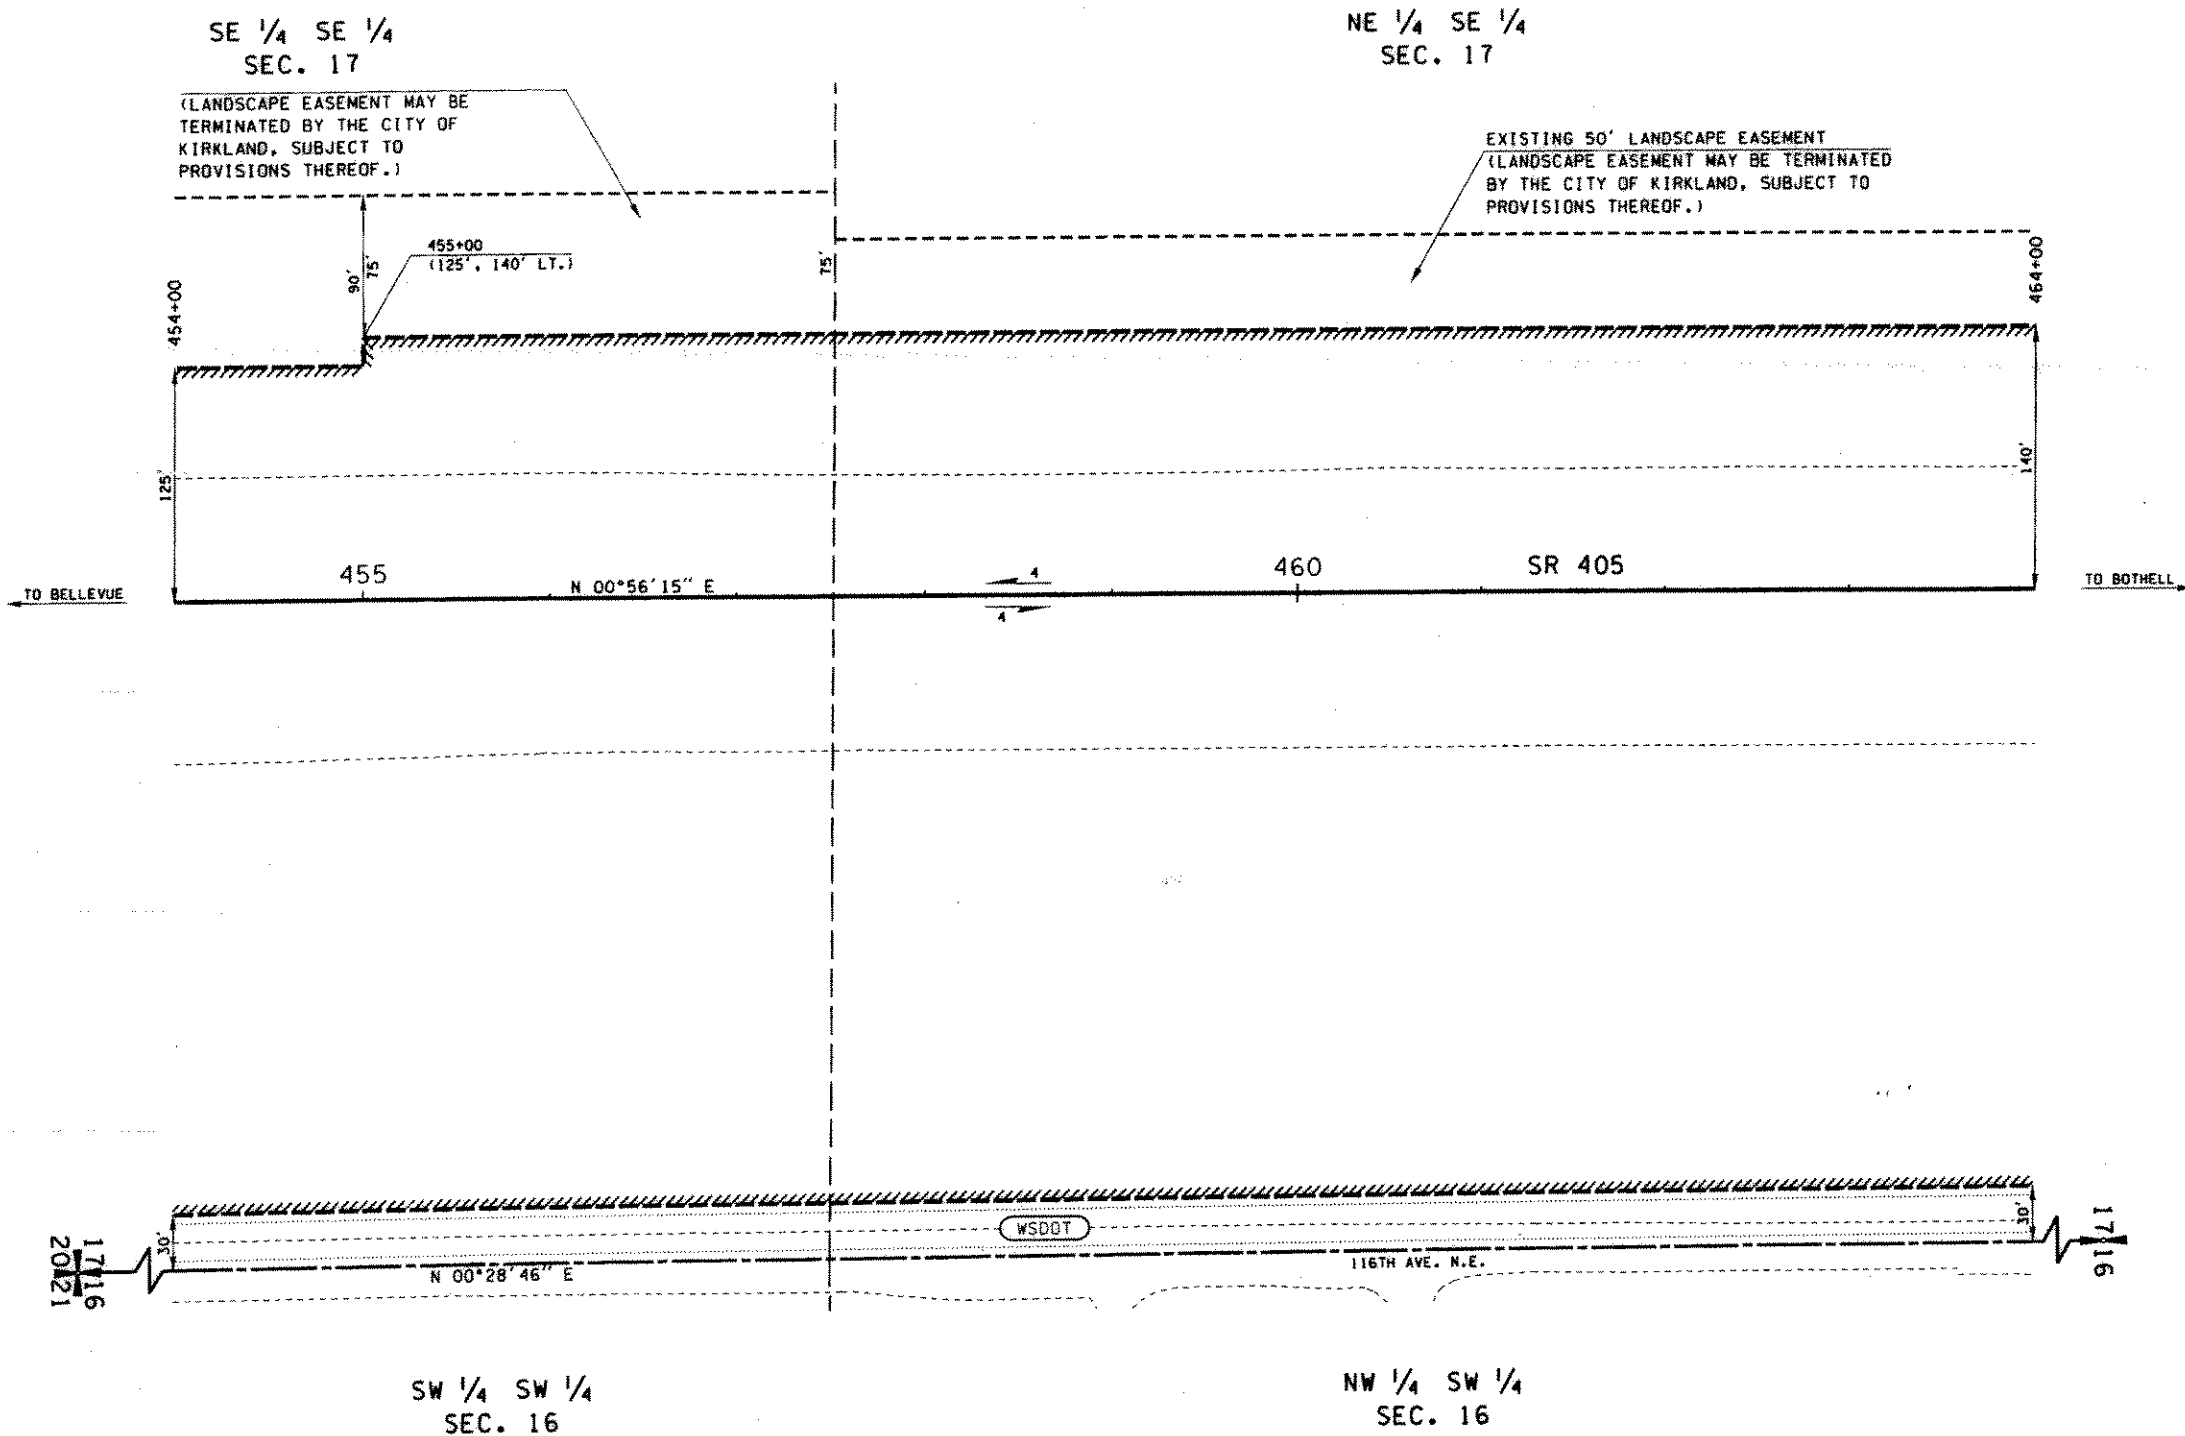 SE 1/4 SE 1/4
SEC. 17
NE 1/4 SE 1/4
SEC. 17
(LANDSCAPE EASEMENT MAY BE
TERMINATED BY THE CITY OF
KIRKLAND, SUBJECT TO
PROVISIONS THEREOF.)
EXISTING 50' LANDSCAPE EASEMENT
(LANDSCAPE EASEMENT MAY BE TERMINATED
BY THE CITY OF KIRKLAND, SUBJECT TO
PROVISIONS THEREOF.)
454+00
90'
75'
455+00
(125', 140' LT.)
75'
464+00
125'
140'
TO BELLEVUE
455
N 00°56'15" E
4
4
460
SR 405
TO BOTHELL
30'
WSDOT
30'
17 16
20 21
N 00°28'46" E
116TH AVE. N.E.
17 16
SW 1/4 SW 1/4
SEC. 16
NW 1/4 SW 1/4
SEC. 16